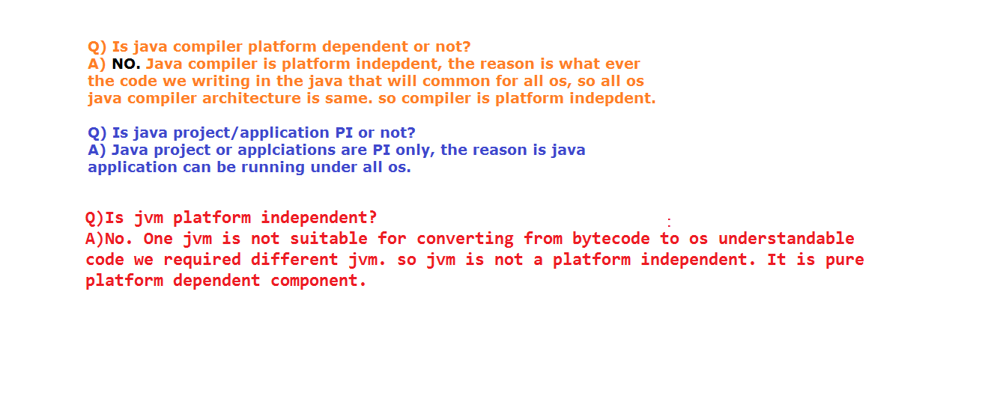 Q) Is java compiler platform dependent or not?
A) NO. Java compiler is platform indepdent, the reason is what ever
the code we writing in the java that will common for all os, so all os
java compiler architecture is same. so compiler is platform indepdent.
Q) Is java project/application PI or not?
A) Java project or applciations are PI only, the reason is java
application can be running under all os.
Q)Is jvm platform independent?
A)No. One jvm is not suitable for converting from bytecode to os understandable
code we required different jvm. so jvm is not a platform independent. It is pure
platform dependent component.